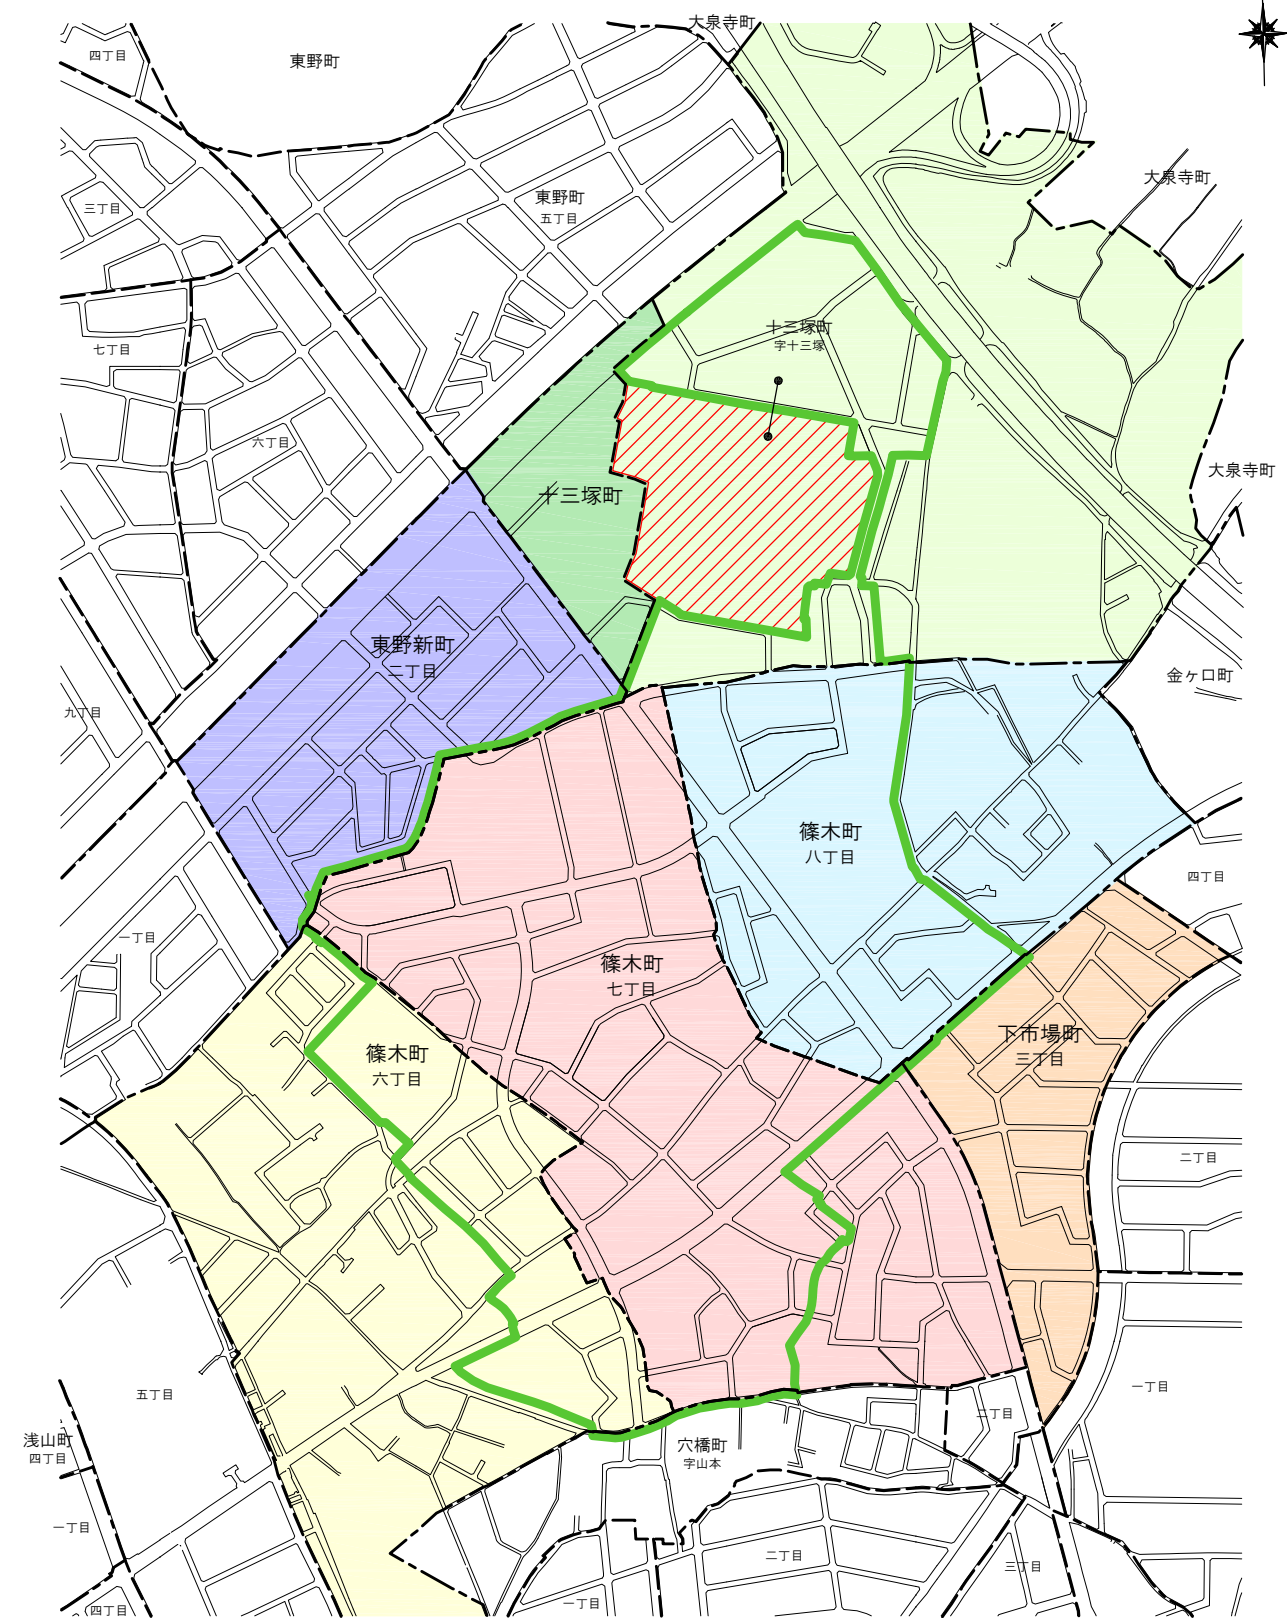 大泉寺町
四丁目
東野町
大泉寺町
東野町
五丁目
三丁目
十三塚町
字十三塚
七丁目
六丁目
大泉寺町
十三塚町
東野新町
二丁目
金ヶ口町
九丁目
篠木町
八丁目
四丁目
一丁目
篠木町
七丁目
下市場町
三丁目
篠木町
六丁目
二丁目
五丁目
一丁目
二丁目
浅山町
四丁目
穴橋町
字山本
一丁目
二丁目
三丁目
一丁目
四丁目